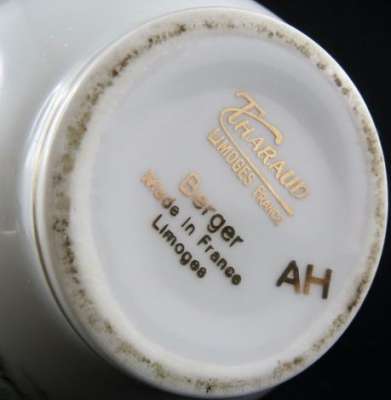 THARAUD
LIMOGES FRANCE
Berger
Made in France
Limoges
AH